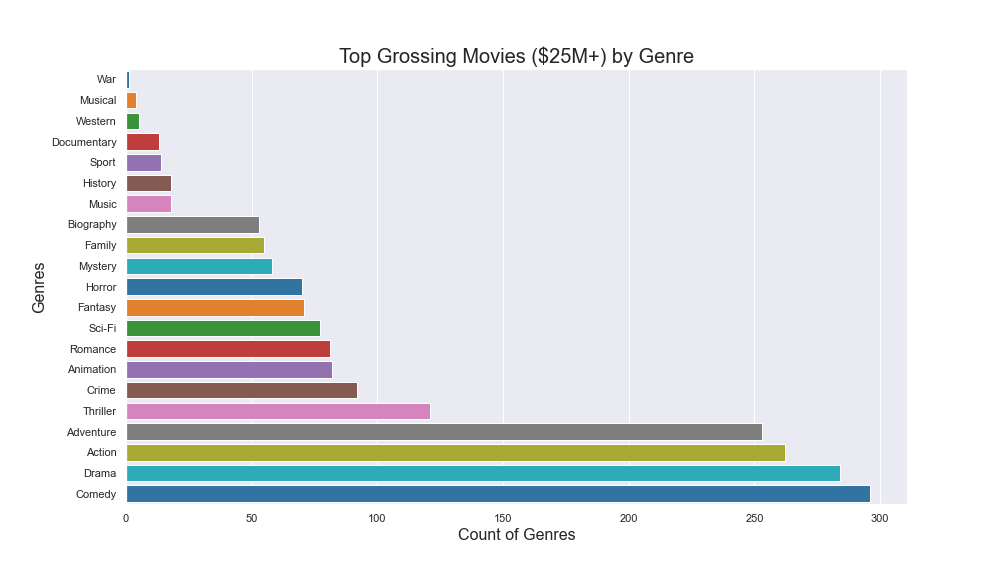 Top Grossing Movies ($25M+) by Genre
War
Musical
Western
Documentary
Sport
History
Music
Biography
Family
Mystery
Horror
Fantasy
Sci-Fi
Romance
Animation
Crime
Thriller
Adventure
Action
Drama
Comedy
Genres
0 50 100 150 200 250 300
Count of Genres